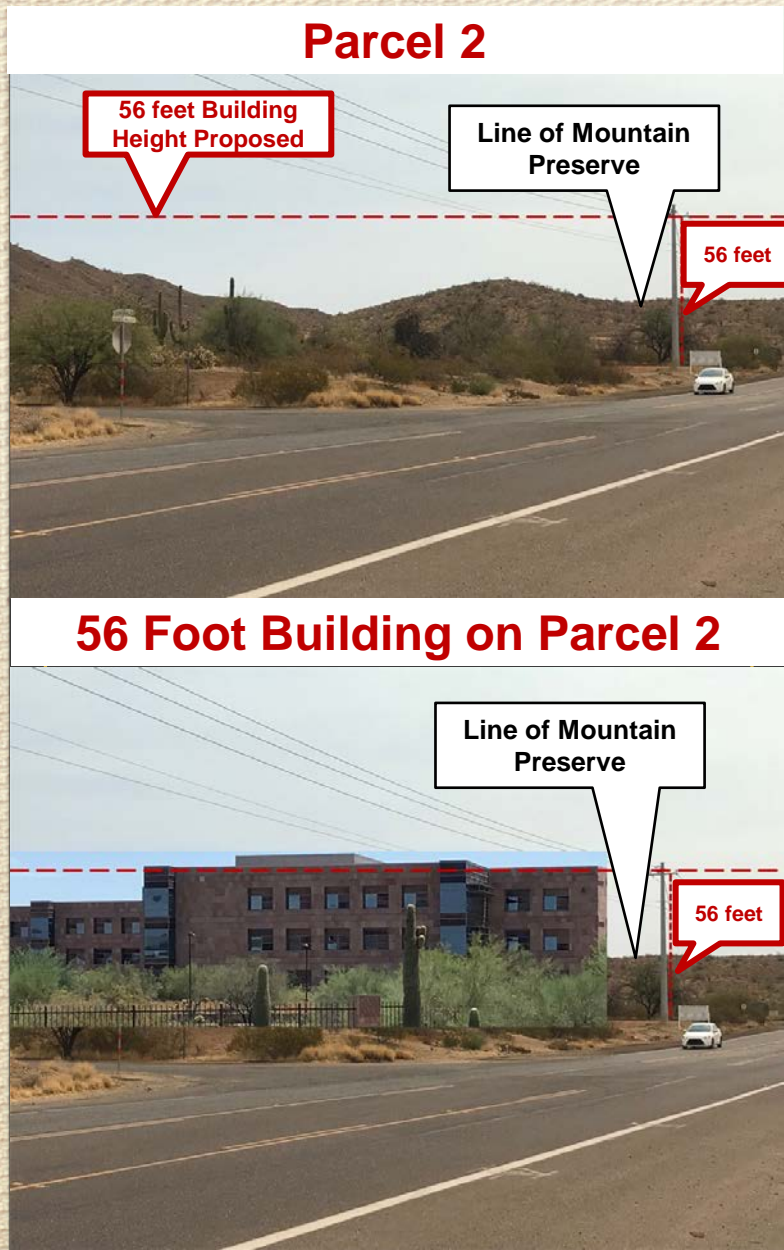 Parcel 2
56 feet Building
Height Proposed
Line of Mountain
Preserve
56 feet
56 Foot Building on Parcel 2
Line of Mountain
Preserve
56 feet